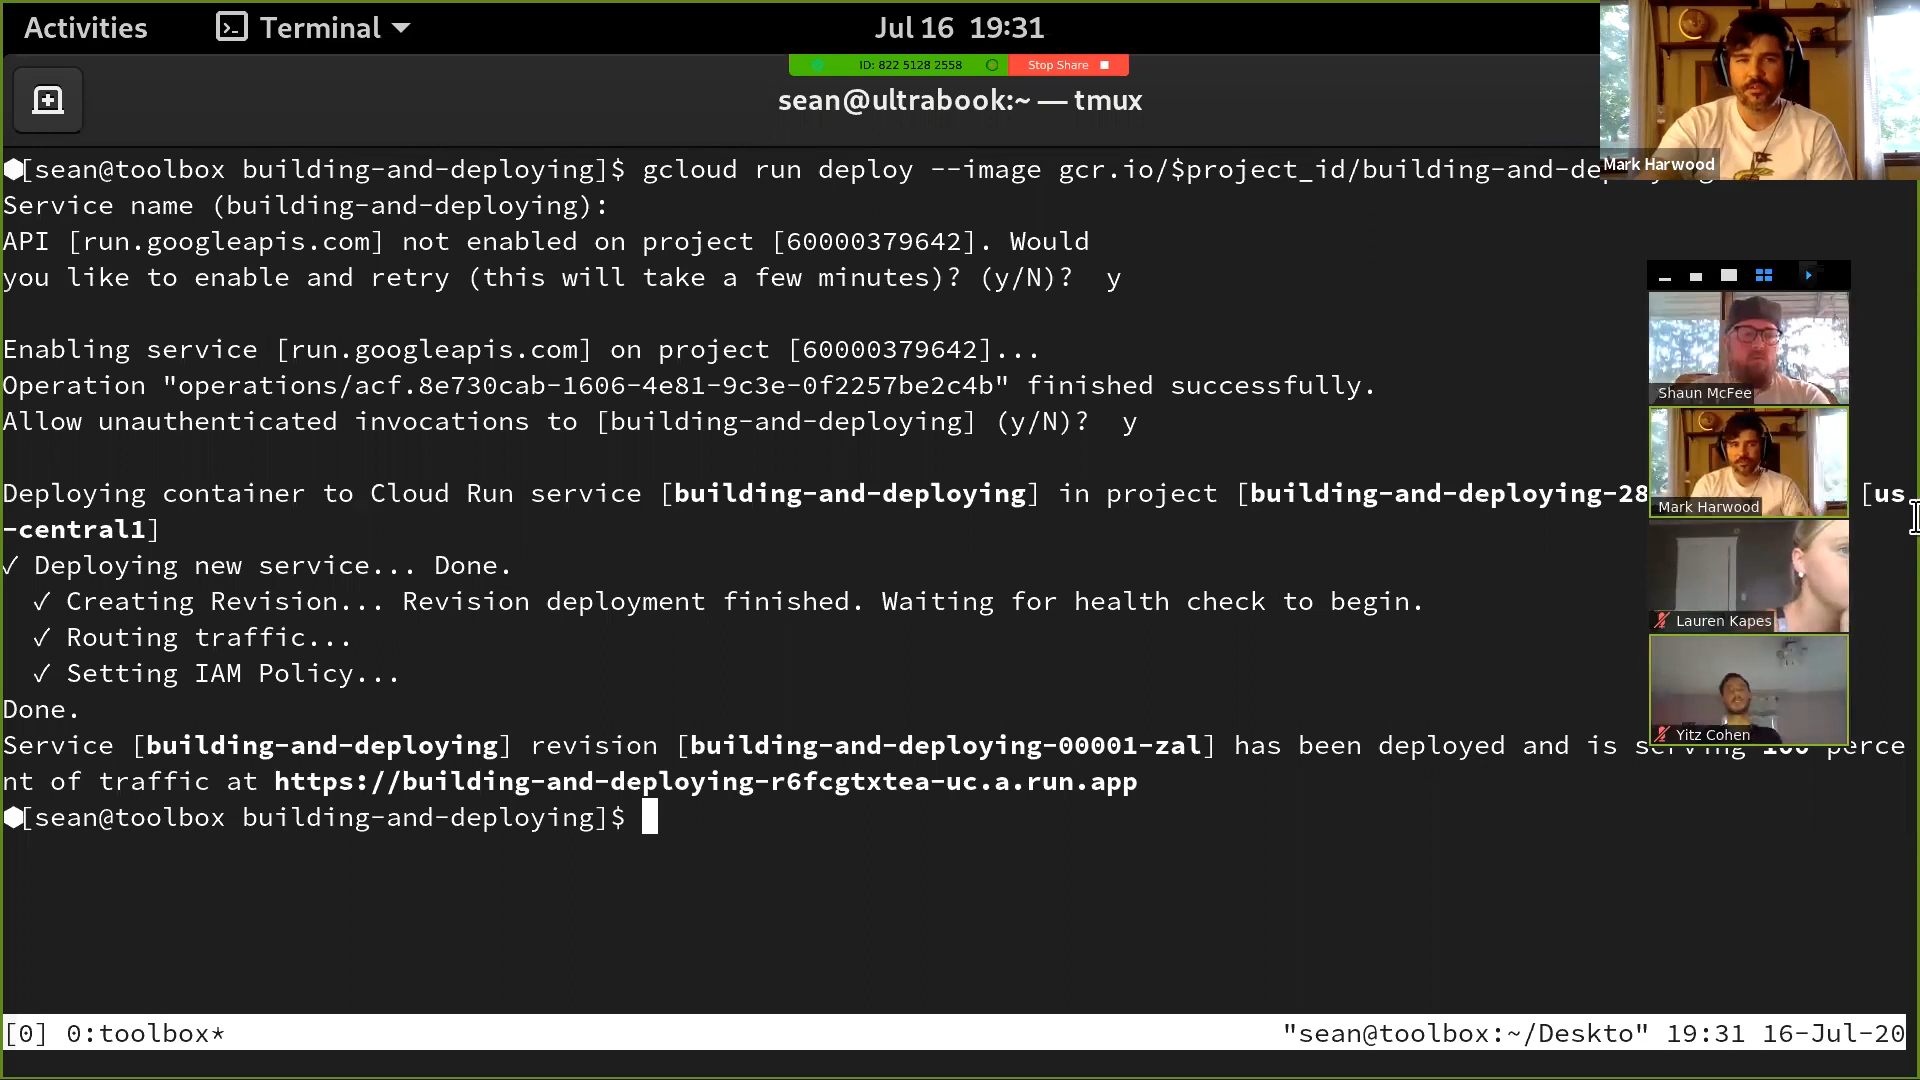 Activities Terminal Jul 16 19:31
ID: 822 5128 2558 Stop Share
sean@ultrabook:~ — tmux
Mark Harwood
[sean@toolbox building-and-deploying]$ gcloud run deploy --image gcr.io/$project_id/building-and-de
Service name (building-and-deploying):
API [run.googleapis.com] not enabled on project [60000379642]. Would
you like to enable and retry (this will take a few minutes)? (y/N)?  y
Enabling service [run.googleapis.com] on project [60000379642]...
Operation "operations/acf.8e730cab-1606-4e81-9c3e-0f2257be2c4b" finished successfully.
Allow unauthenticated invocations to [building-and-deploying] (y/N)?  y
Deploying container to Cloud Run service [building-and-deploying] in project [building-and-deploying-28 [us
-central1]
✓ Deploying new service... Done.
✓ Creating Revision... Revision deployment finished. Waiting for health check to begin.
✓ Routing traffic...
✓ Setting IAM Policy...
Done.
Service [building-and-deploying] revision [building-and-deploying-00001-zal] has been deployed and is serving 100 perce
nt of traffic at https://building-and-deploying-r6fcgtxtea-uc.a.run.app
[sean@toolbox building-and-deploying]$
Shaun McFee
Mark Harwood
Lauren Kapes
Yitz Cohen
[0] 0:toolbox* "sean@toolbox:~/Deskto" 19:31 16-Jul-20